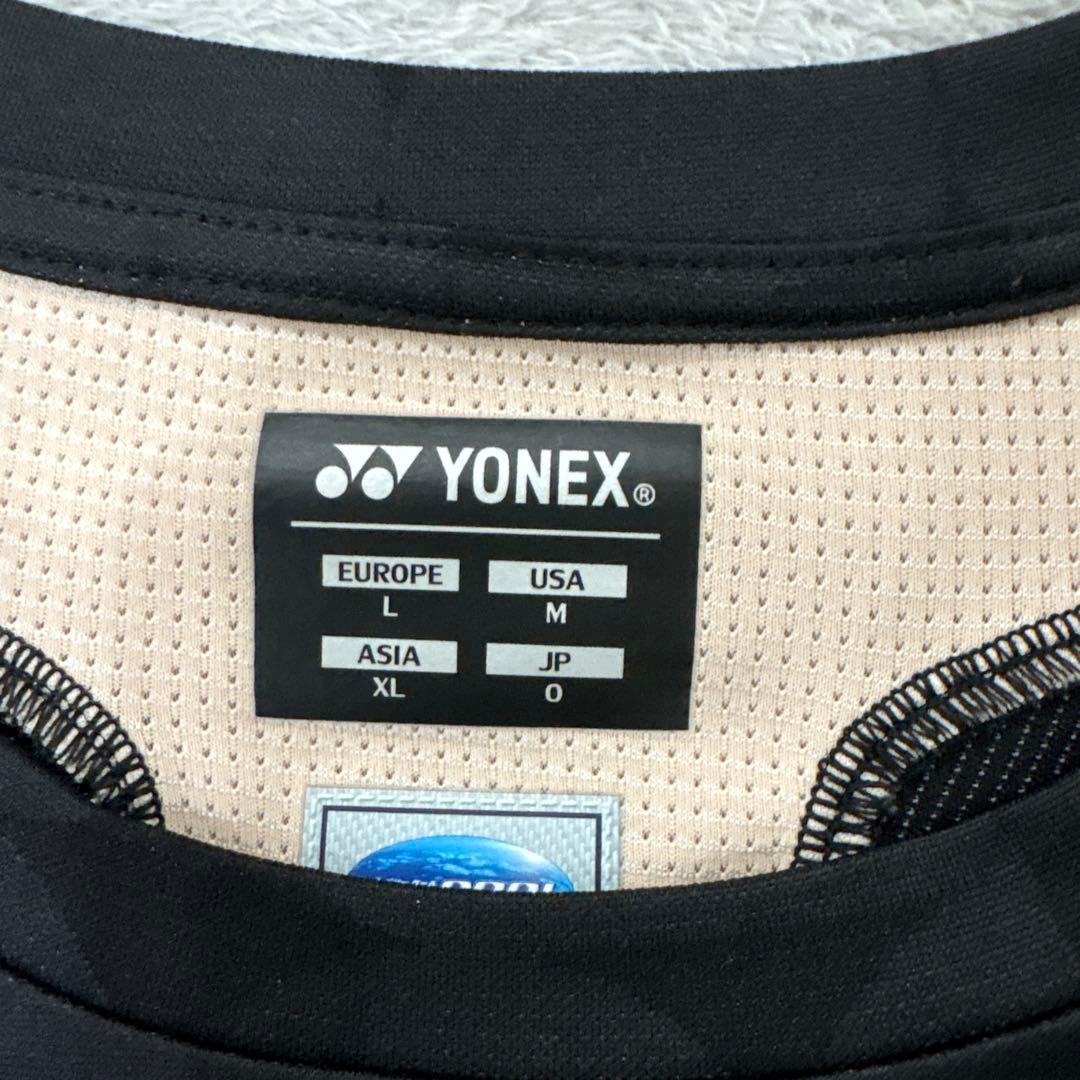 YONEX®
EUROPE USA
L M
ASIA JP
XL O